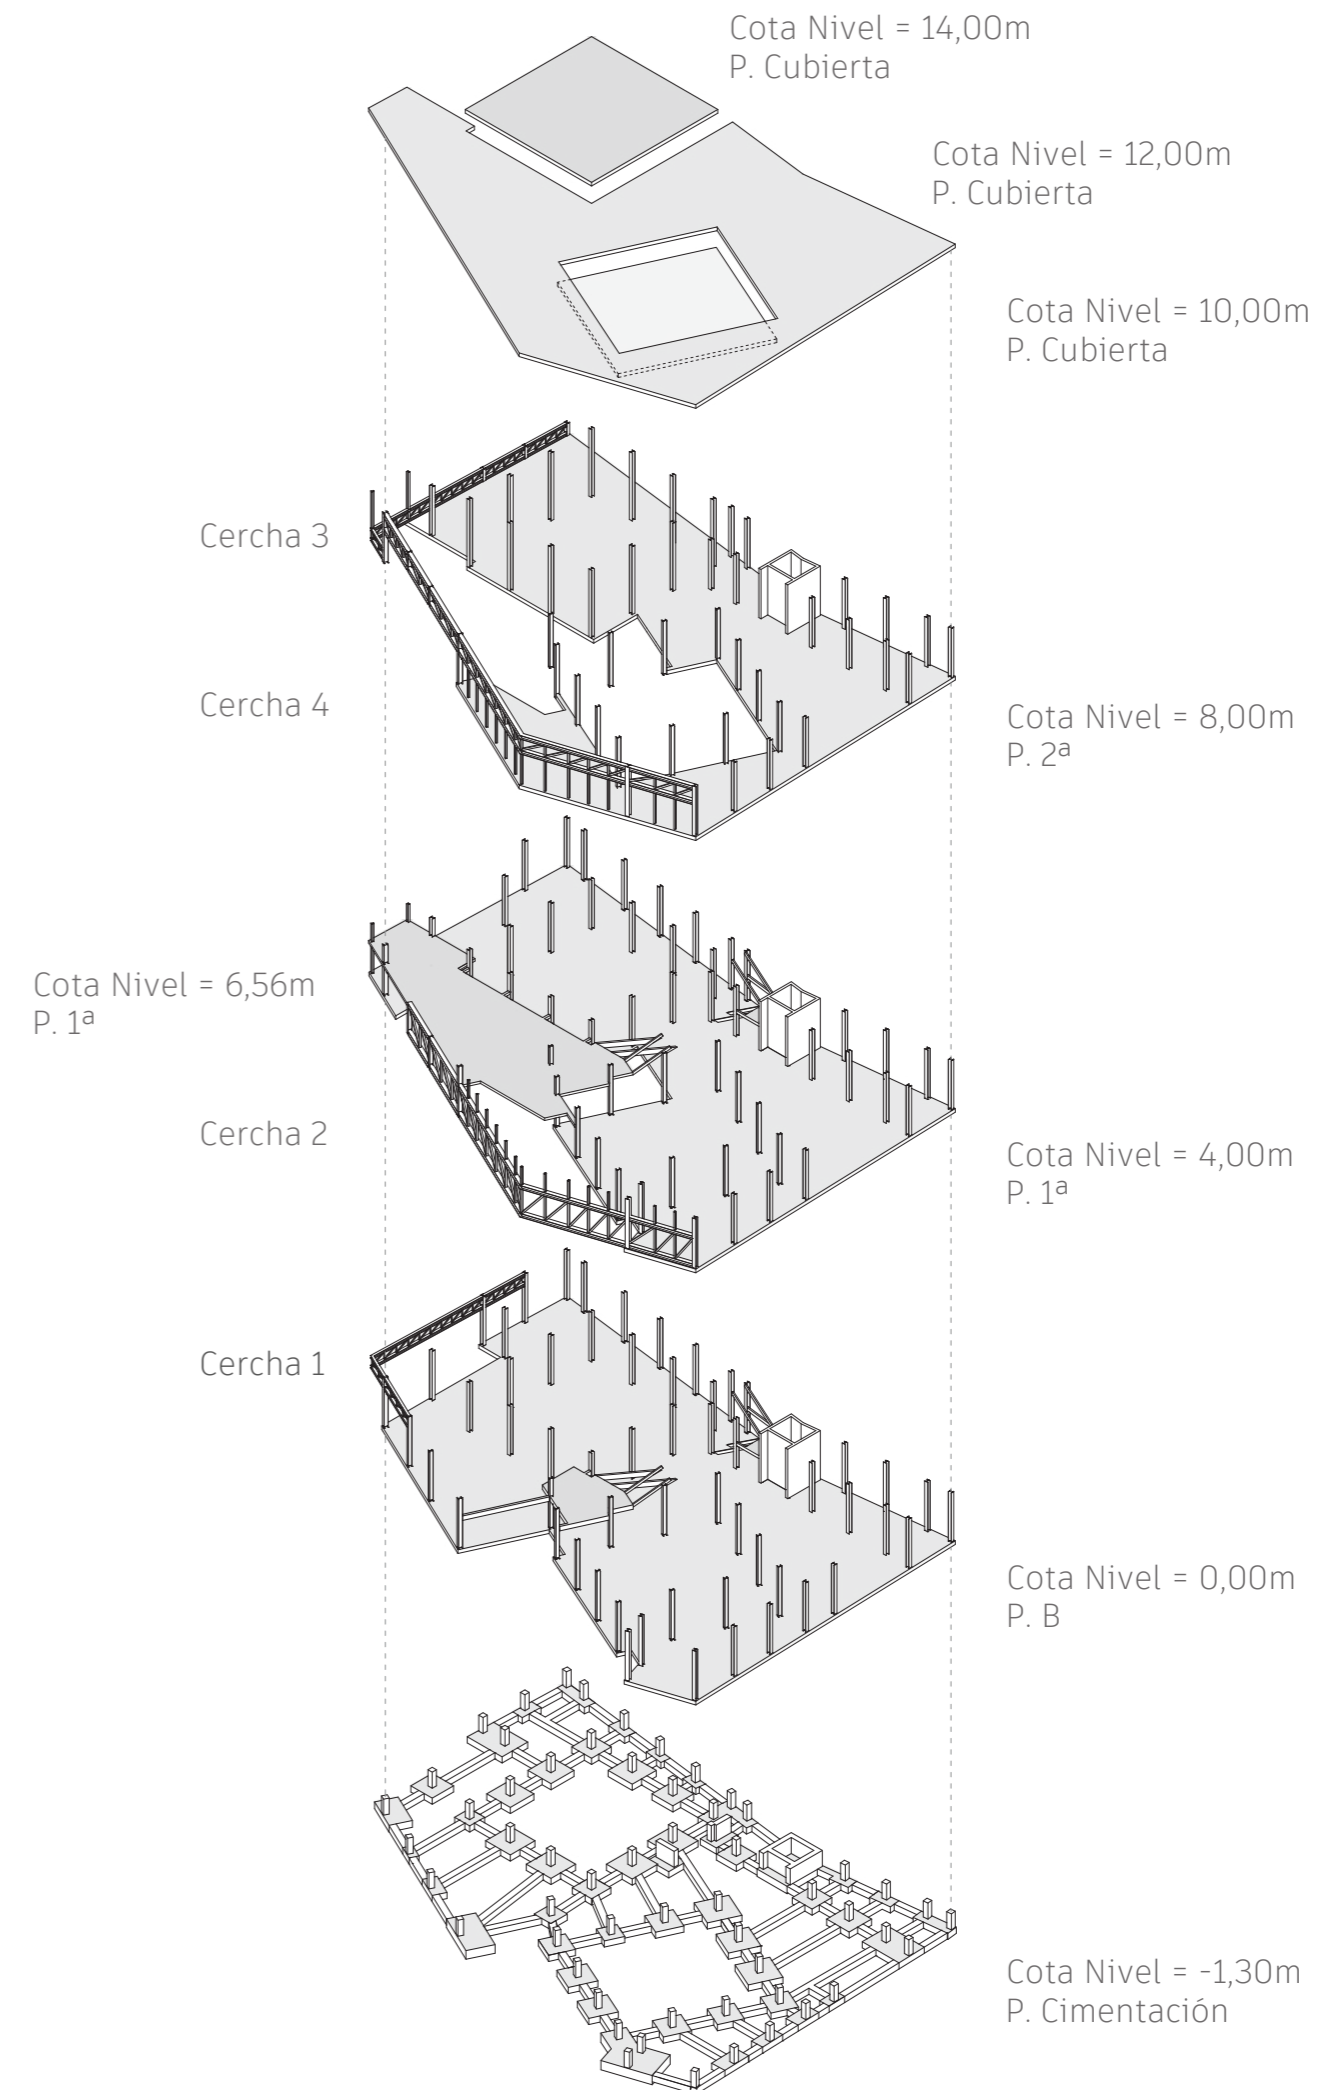 Cota Nivel = 14,00m
P. Cubierta
Cota Nivel = 12,00m
P. Cubierta
Cota Nivel = 10,00m
P. Cubierta
Cercha 3
Cercha 4
Cota Nivel = 8,00m
P. 2ª
Cota Nivel = 6,56m
P. 1ª
Cercha 2
Cota Nivel = 4,00m
P. 1ª
Cercha 1
Cota Nivel = 0,00m
P. B
Cota Nivel = -1,30m
P. Cimentación